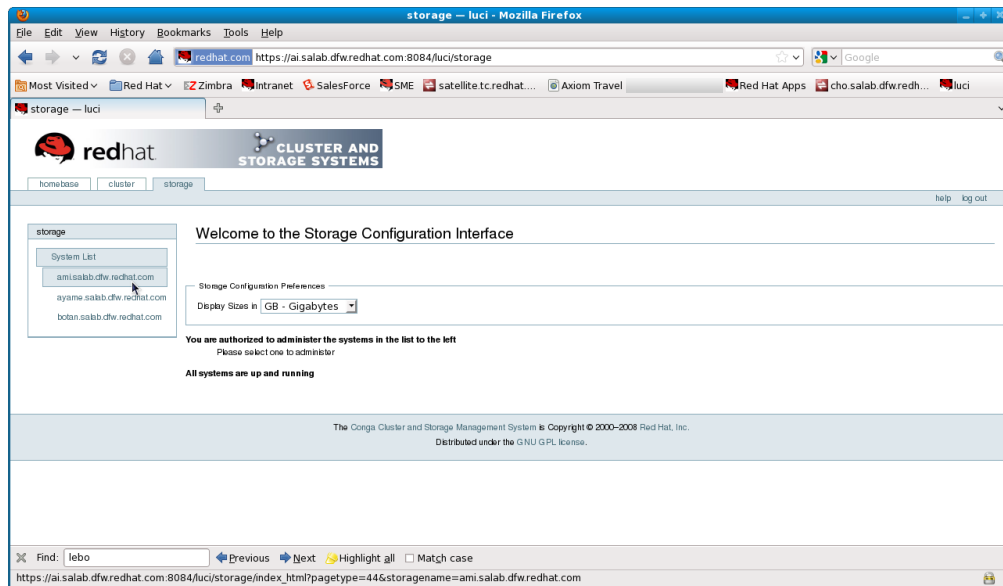 storage — luci - Mozilla Firefox
File Edit View History Bookmarks Tools Help
redhat.com https://ai.salab.dfw.redhat.com:8084/luci/storage Google
Most Visited Red Hat Zimbra Intranet SalesForce SME satellite.tc.redhat.... Axiom Travel Red Hat Apps cho.salab.dfw.redh... luci
storage — luci
redhat. CLUSTER AND
STORAGE SYSTEMS
homebase cluster storage
help log out
storage
Welcome to the Storage Configuration Interface
System List
ami.salab.dfw.redhat.com
ayame.salab.dfw.redhat.com
botan.salab.dfw.redhat.com
Storage Configuration Preferences
Display Sizes in GB - Gigabytes
You are authorized to administer the systems in the list to the left
Please select one to administer
All systems are up and running
The Conga Cluster and Storage Management System is Copyright © 2000–2008 Red Hat, Inc.
Distributed under the GNU GPL license.
Find: lebo Previous Next Highlight all Match case
https://ai.salab.dfw.redhat.com:8084/luci/storage/index_html?pagetype=44&storagename=ami.salab.dfw.redhat.com